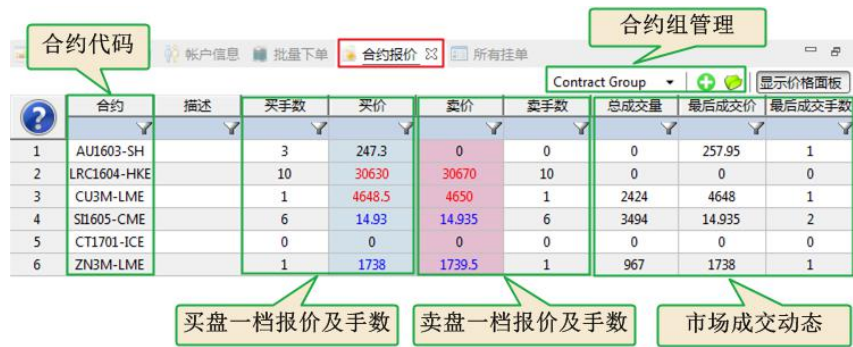 合约组管理
合约代码
帐户信息 批量下单 合约报价 所有挂单
Contract Group 显示价格面板
合约 描述 买手数 买价 卖价 卖手数 总成交量 最后成交价 最后成交手数
1 AU1603-SH 3 247.3 0 0 0 257.95 1
2 LRC1604-HKE 10 30630 30670 10 0 0 0
3 CU3M-LME 1 4648.5 4650 1 2424 4648 1
4 SI1605-CME 6 14.93 14.935 6 3494 14.935 2
5 CT1701-ICE 0 0 0 0 0 0 0
6 ZN3M-LME 1 1738 1739.5 1 967 1738 1
买盘一档报价及手数 卖盘一档报价及手数 市场成交动态